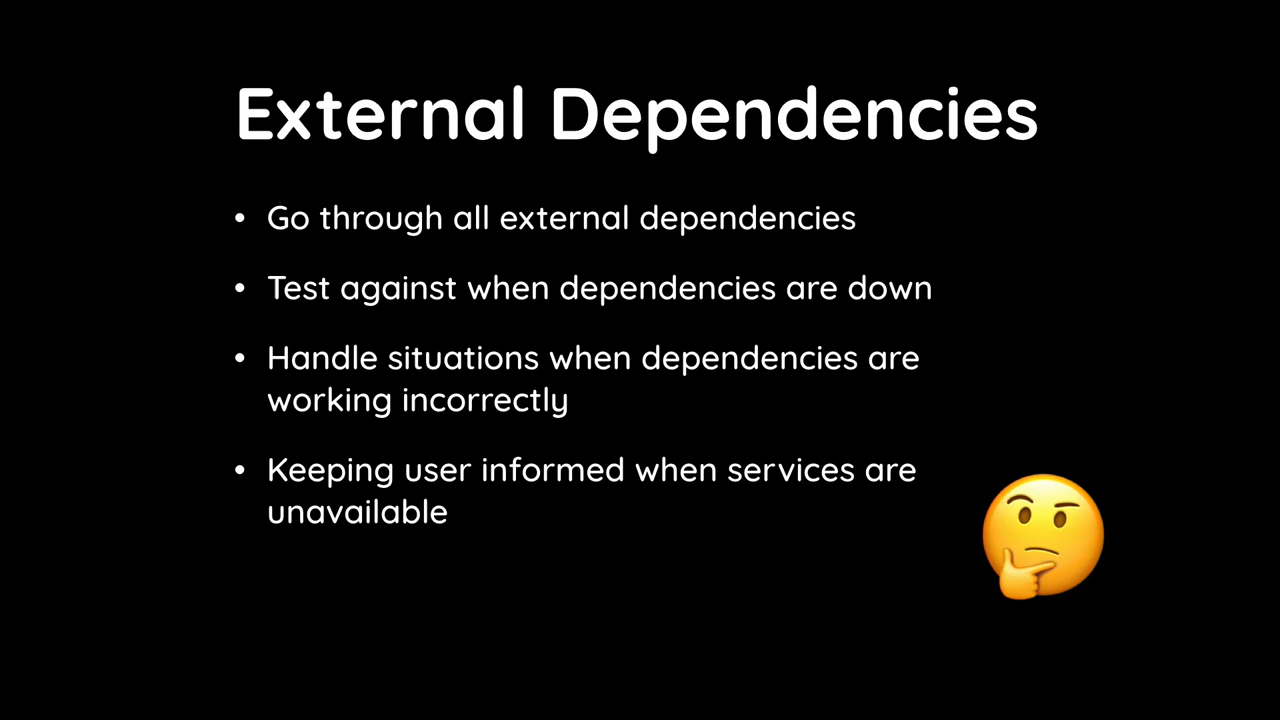 External Dependencies
• Go through all external dependencies
• Test against when dependencies are down
• Handle situations when dependencies are
working incorrectly
• Keeping user informed when services are
unavailable